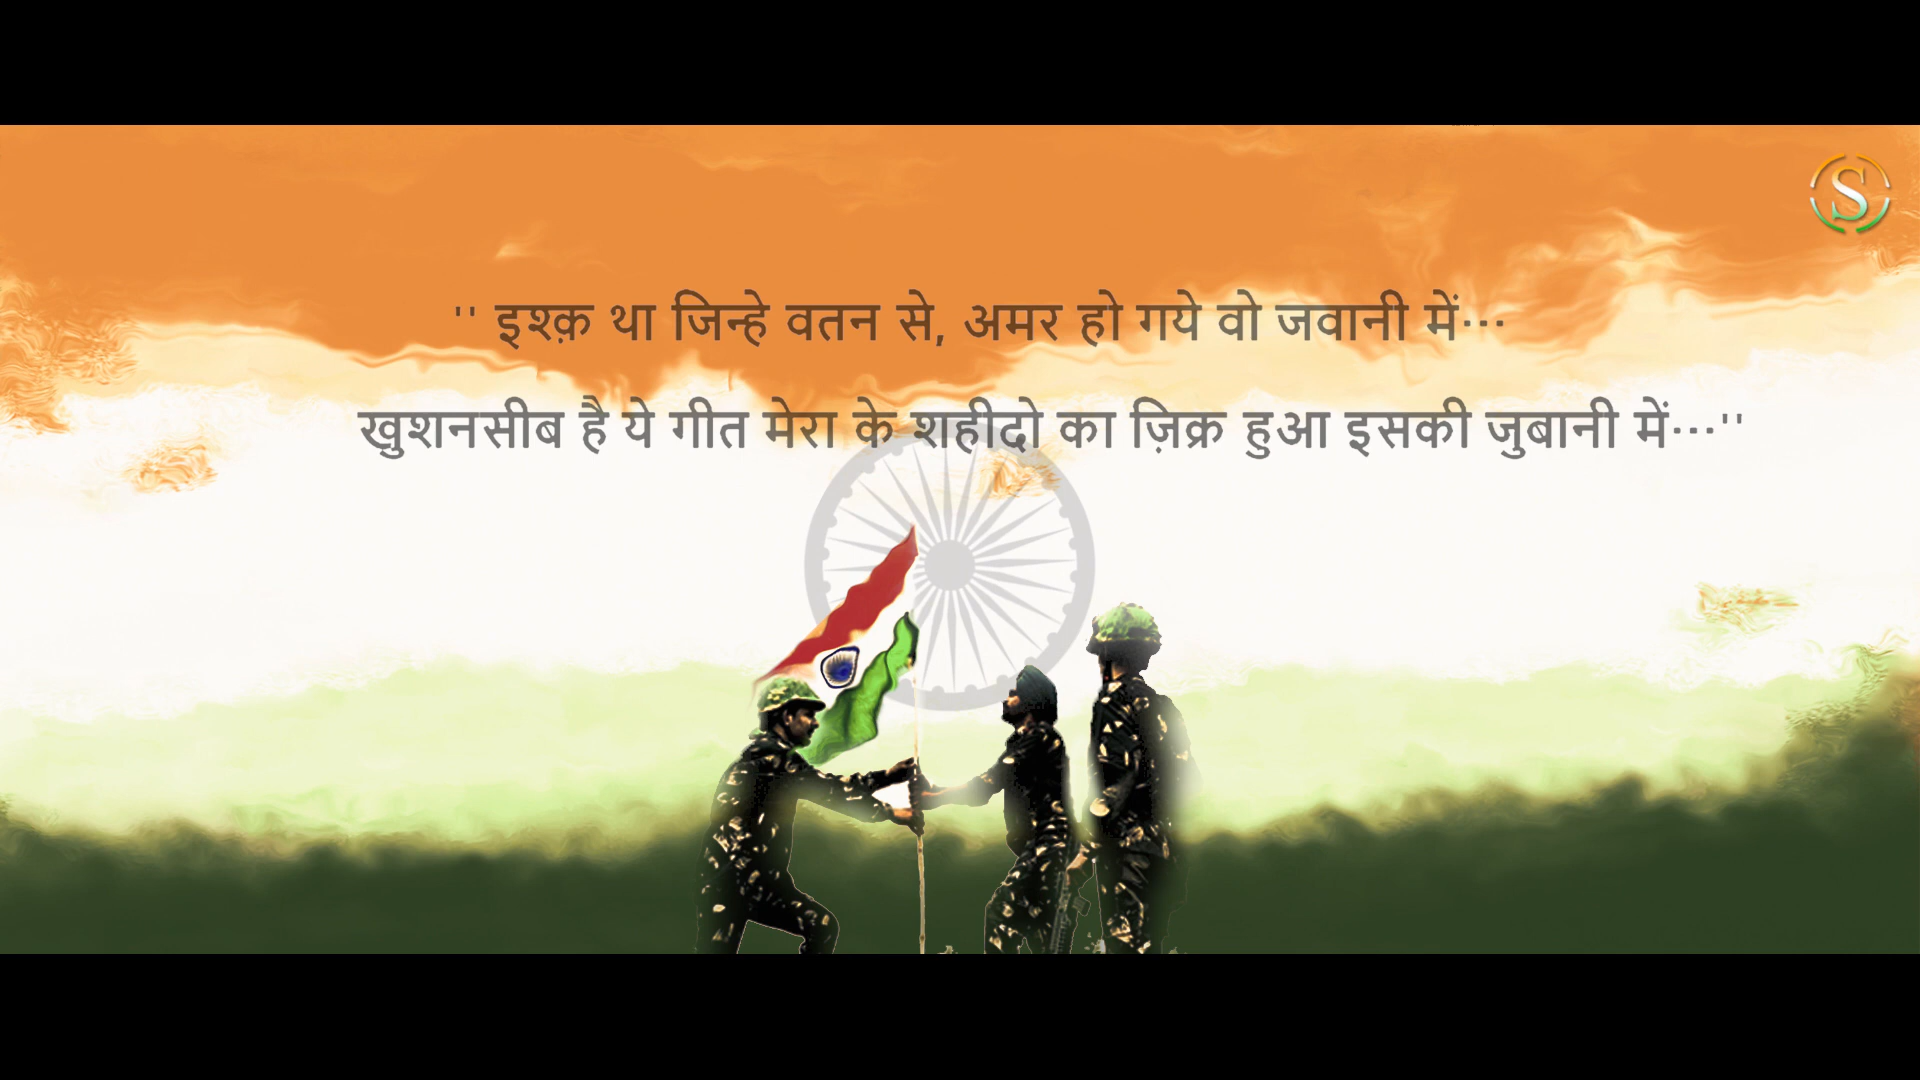 '' इश्क़ था जिन्हे वतन से, अमर हो गये वो जवानी में...
खुशनसीब है ये गीत मेरा के शहीदो का ज़िक्र हुआ इसकी जुबानी में...''
S